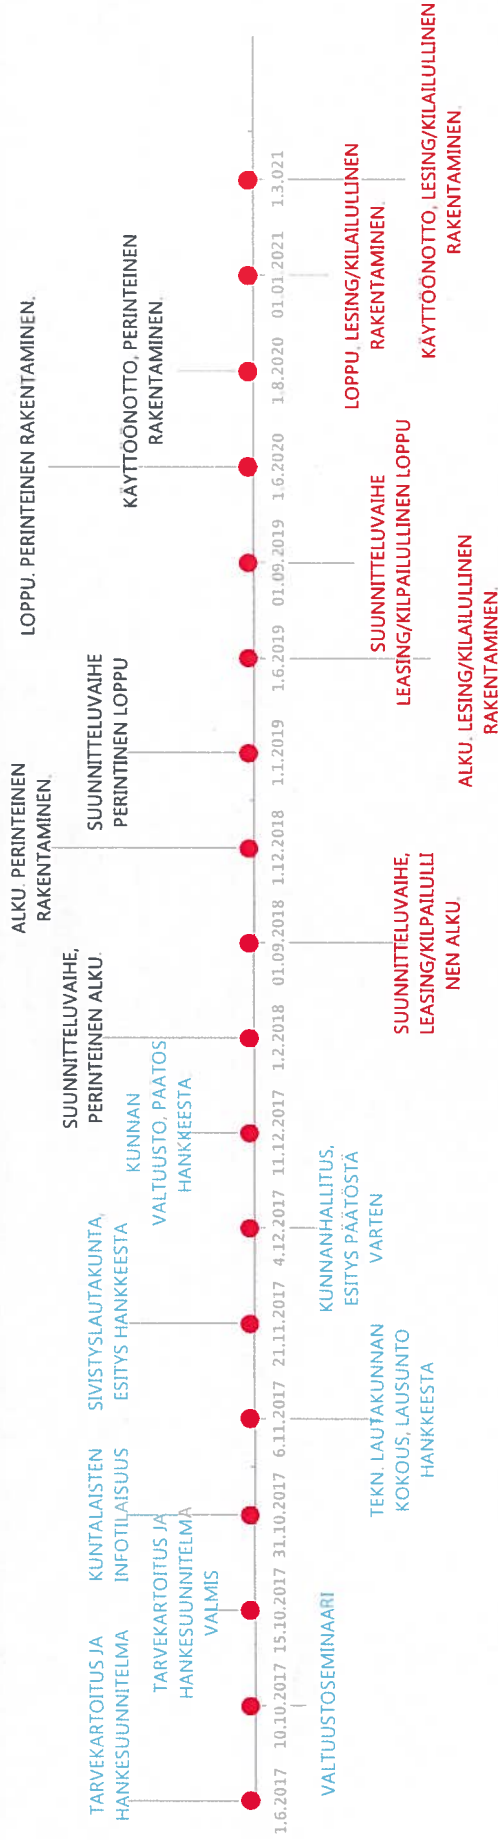 TARVEKARTOITUS JA
HANKESUUNNITELMA
1.6.2017
10.10.2017
VALTUUSTOSEMINAARI
TARVEKARTOITUS JA
HANKESUUNNITELMA
VALMIS
15.10.2017
KUNTALAISTEN
INFOTILAISUUS
31.10.2017
6.11.2017
TEKN. LAUTAKUNNAN
KOKOUS, LAUSUNTO
HANKKEESTA
SIVISTYSLAUTAKUNTA,
ESITYS HANKKEESTA
21.11.2017
4.12.2017
KUNNANHALLITUS,
ESITYS PÄÄTÖSTÄ
VARTEN
KUNNAN
VALTUUSTO, PÄÄTÖS
HANKKEESTA
11.12.2017
SUUNNITTELUVAIHE,
PERINTEINEN ALKU.
1.2.2018
01.09.2018
SUUNNITELUVAIHE,
LEASING/KILPAILULLI
NEN ALKU.
ALKU. PERINTEINEN
RAKENTAMINEN.
1.12.2018
SUUNNITTELUVAIHE
PERINTINEN LOPPU
1.1.2019
1.6.2019
ALKU. LESING/KILAILULLINEN
RAKENTAMINEN.
01.09.2019
SUUNNITTELUVAIHE
LEASING/KILPAILULLINEN LOPPU
LOPPU. PERINTEINEN RAKENTAMINEN.
1.6.2020
KÄYTTÖÖNOTTO, PERINTEINEN
RAKENTAMINEN.
1.8.2020
01.01.2021
LOPPU. LESING/KILAILULLINEN
RAKENTAMINEN.
1.3.021
KÄYTTÖÖNOTTO, LESING/KILAILULLINEN
RAKENTAMINEN.